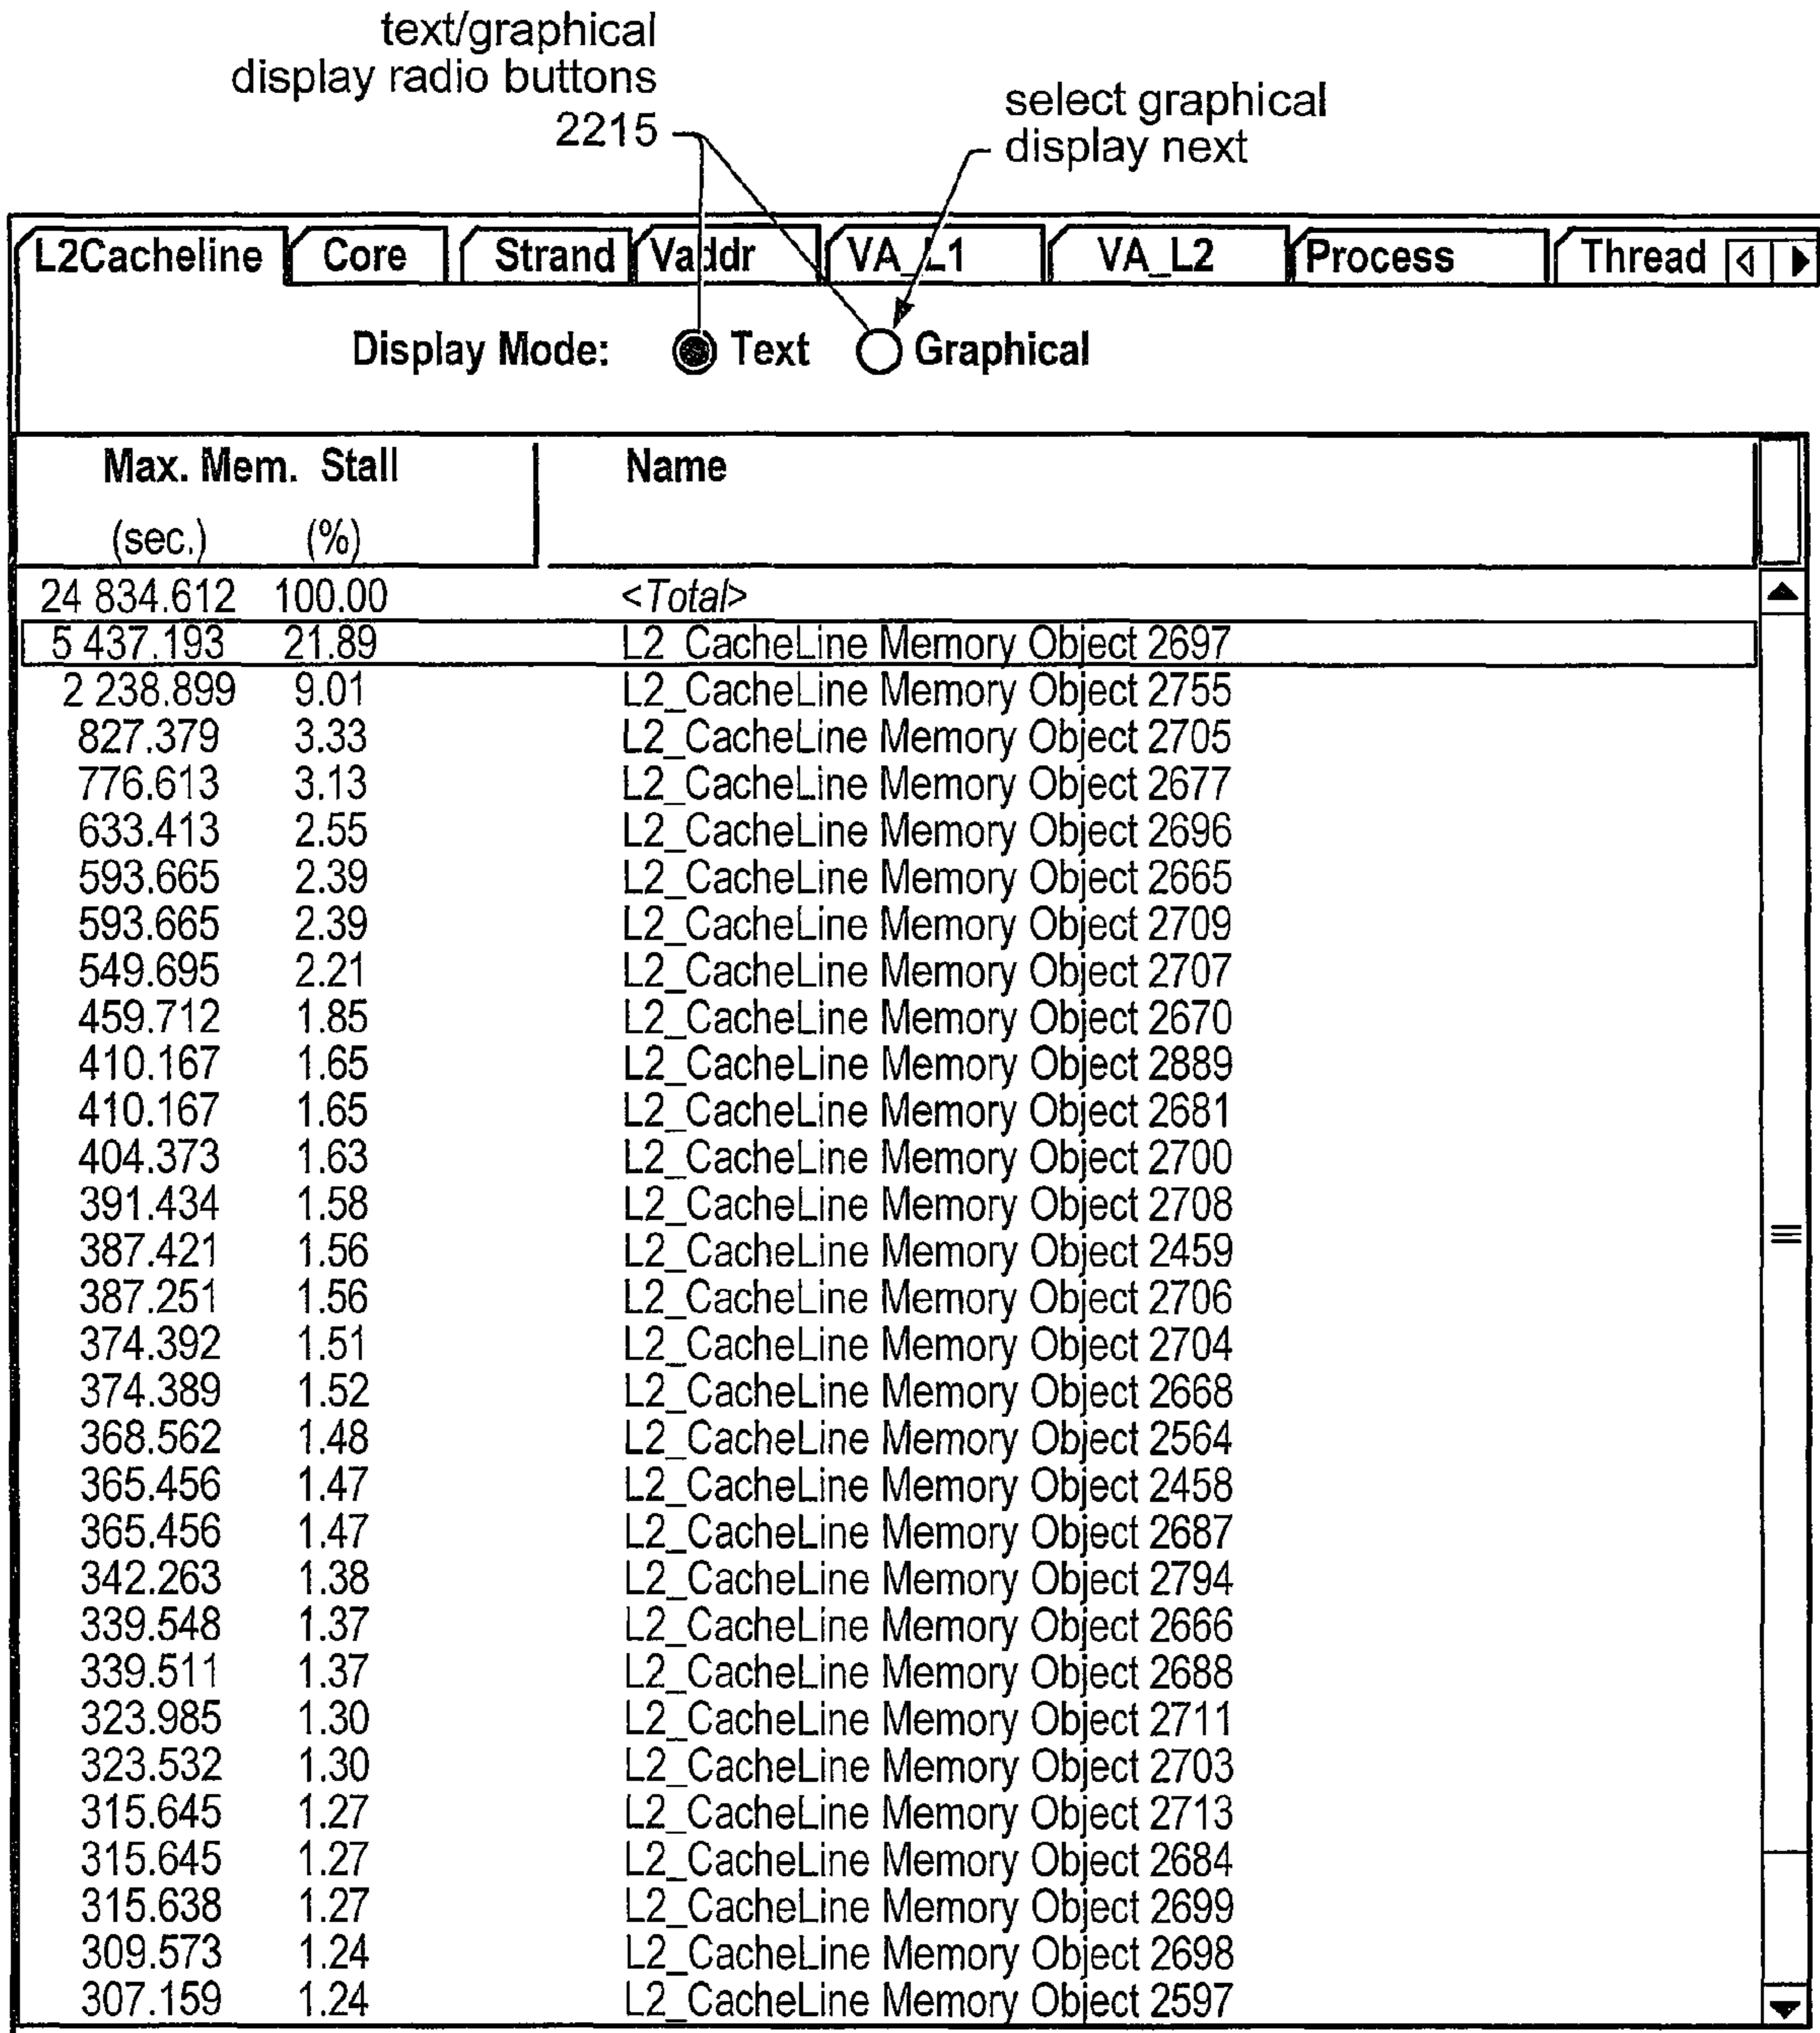 text/graphical
display radio buttons
2215
select graphical
display next
L2Cacheline Core Strand Vaddr VA_L1 VA_L2 Process Thread
Display Mode: Text Graphical
Max. Mem. Stall Name
(sec.) (%)
24 834.612 100.00 <Total>
5 437.193 21.89 L2_CacheLine Memory Object 2697
2 238.899 9.01 L2_CacheLine Memory Object 2755
827.379 3.33 L2_CacheLine Memory Object 2705
776.613 3.13 L2_CacheLine Memory Object 2677
633.413 2.55 L2_CacheLine Memory Object 2696
593.665 2.39 L2_CacheLine Memory Object 2665
593.665 2.39 L2_CacheLine Memory Object 2709
549.695 2.21 L2_CacheLine Memory Object 2707
459.712 1.85 L2_CacheLine Memory Object 2670
410.167 1.65 L2_CacheLine Memory Object 2889
410.167 1.65 L2_CacheLine Memory Object 2681
404.373 1.63 L2_CacheLine Memory Object 2700
391.434 1.58 L2_CacheLine Memory Object 2708
387.421 1.56 L2_CacheLine Memory Object 2459
387.251 1.56 L2_CacheLine Memory Object 2706
374.392 1.51 L2_CacheLine Memory Object 2704
374.389 1.52 L2_CacheLine Memory Object 2668
368.562 1.48 L2_CacheLine Memory Object 2564
365.456 1.47 L2_CacheLine Memory Object 2458
365.456 1.47 L2_CacheLine Memory Object 2687
342.263 1.38 L2_CacheLine Memory Object 2794
339.548 1.37 L2_CacheLine Memory Object 2666
339.511 1.37 L2_CacheLine Memory Object 2688
323.985 1.30 L2_CacheLine Memory Object 2711
323.532 1.30 L2_CacheLine Memory Object 2703
315.645 1.27 L2_CacheLine Memory Object 2713
315.645 1.27 L2_CacheLine Memory Object 2684
315.638 1.27 L2_CacheLine Memory Object 2699
309.573 1.24 L2_CacheLine Memory Object 2698
307.159 1.24 L2_CacheLine Memory Object 2597